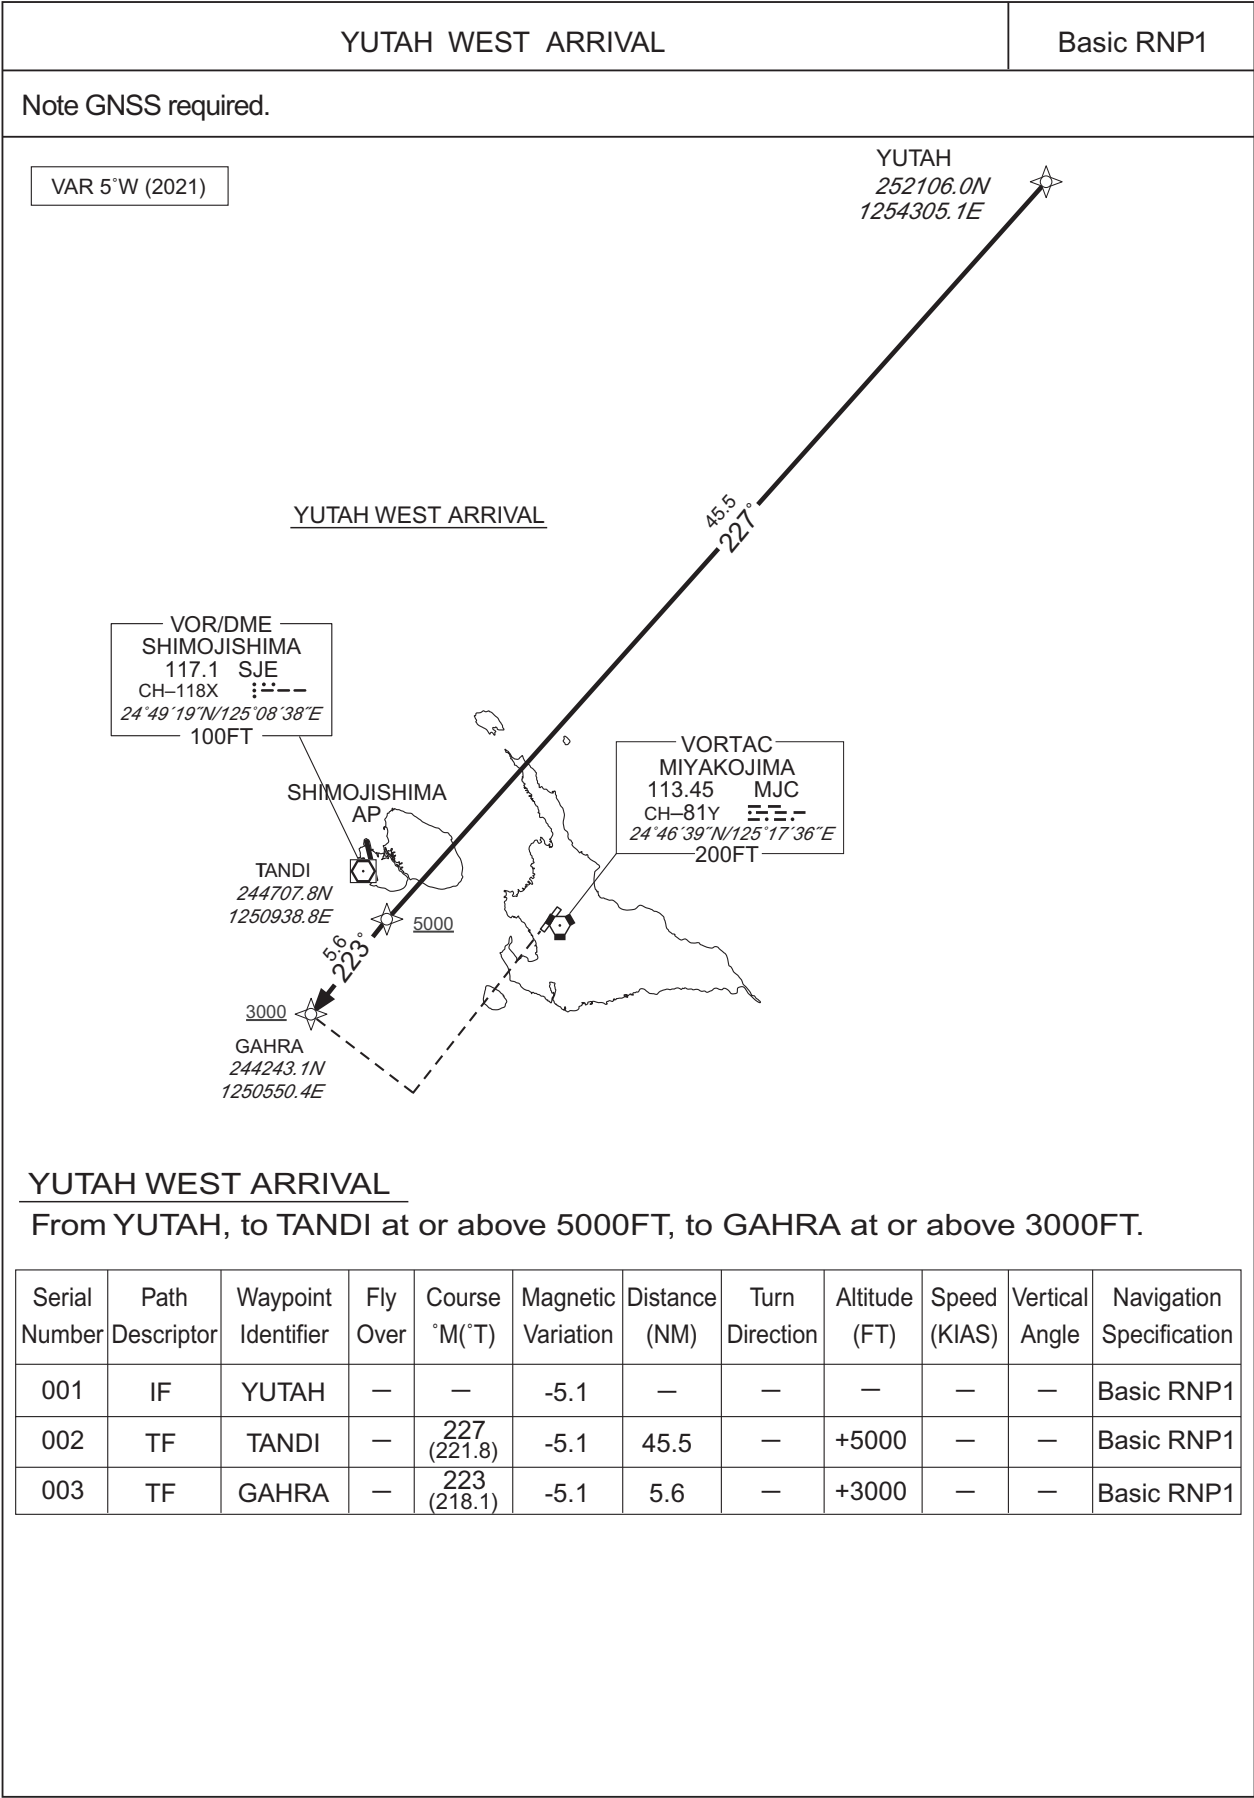 YUTAH WEST ARRIVAL
Basic RNP1
Note GNSS required.
VAR 5˚W (2021)
YUTAH
252106.0N
1254305.1E
45.5
227˚
YUTAH WEST ARRIVAL
VOR/DME
SHIMOJISHIMA
117.1 SJE
CH–118X
24˚49´19˝N/125˚08´38˝E
100FT
VORTAC
MIYAKOJIMA
113.45 MJC
CH–81Y
24˚46´39˝N/125˚17´36˝E
200FT
SHIMOJISHIMA
AP
TANDI
244707.8N
1250938.8E
5000
5.6
223˚
3000
GAHRA
244243.1N
1250550.4E
YUTAH WEST ARRIVAL
From YUTAH, to TANDI at or above 5000FT, to GAHRA at or above 3000FT.
Serial Number Path Descriptor Waypoint Identifier Fly Over Course ˚M(˚T) Magnetic Variation Distance (NM) Turn Direction Altitude (FT) Speed (KIAS) Vertical Angle Navigation Specification
001 IF YUTAH — — -5.1 — — — — — Basic RNP1
002 TF TANDI — 227 (221.8) -5.1 45.5 — +5000 — — Basic RNP1
003 TF GAHRA — 223 (218.1) -5.1 5.6 — +3000 — — Basic RNP1